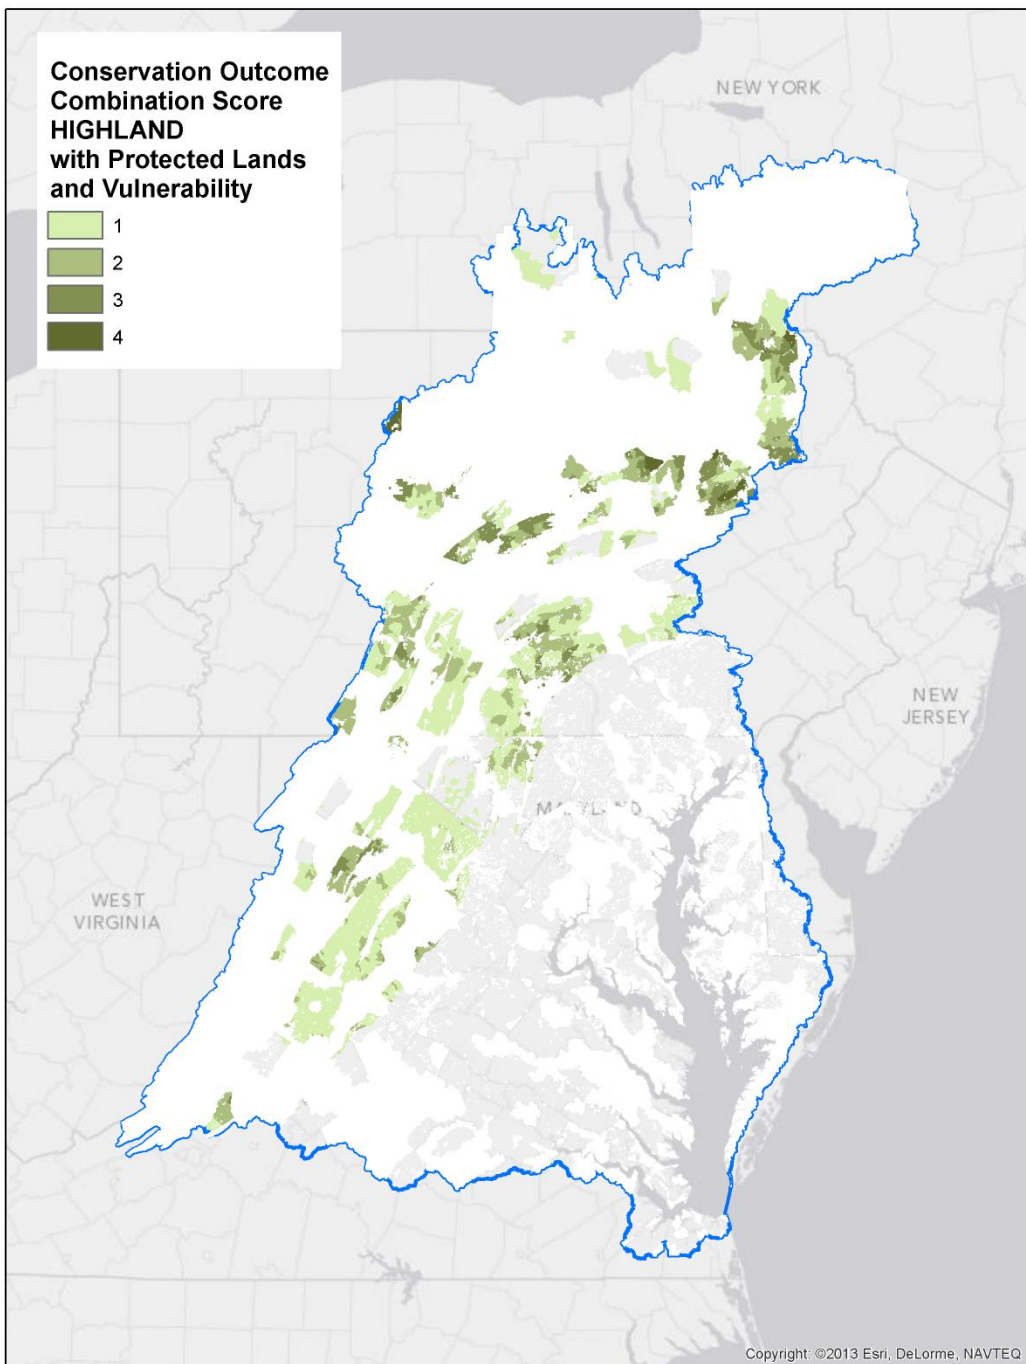 Conservation Outcome
Combination Score
HIGHLAND
with Protected Lands
and Vulnerability
1
2
3
4
NEW YORK
NEW
JERSEY
MARYLAND
WEST
VIRGINIA
Copyright: ©2013 Esri, DeLorme, NAVTEQ